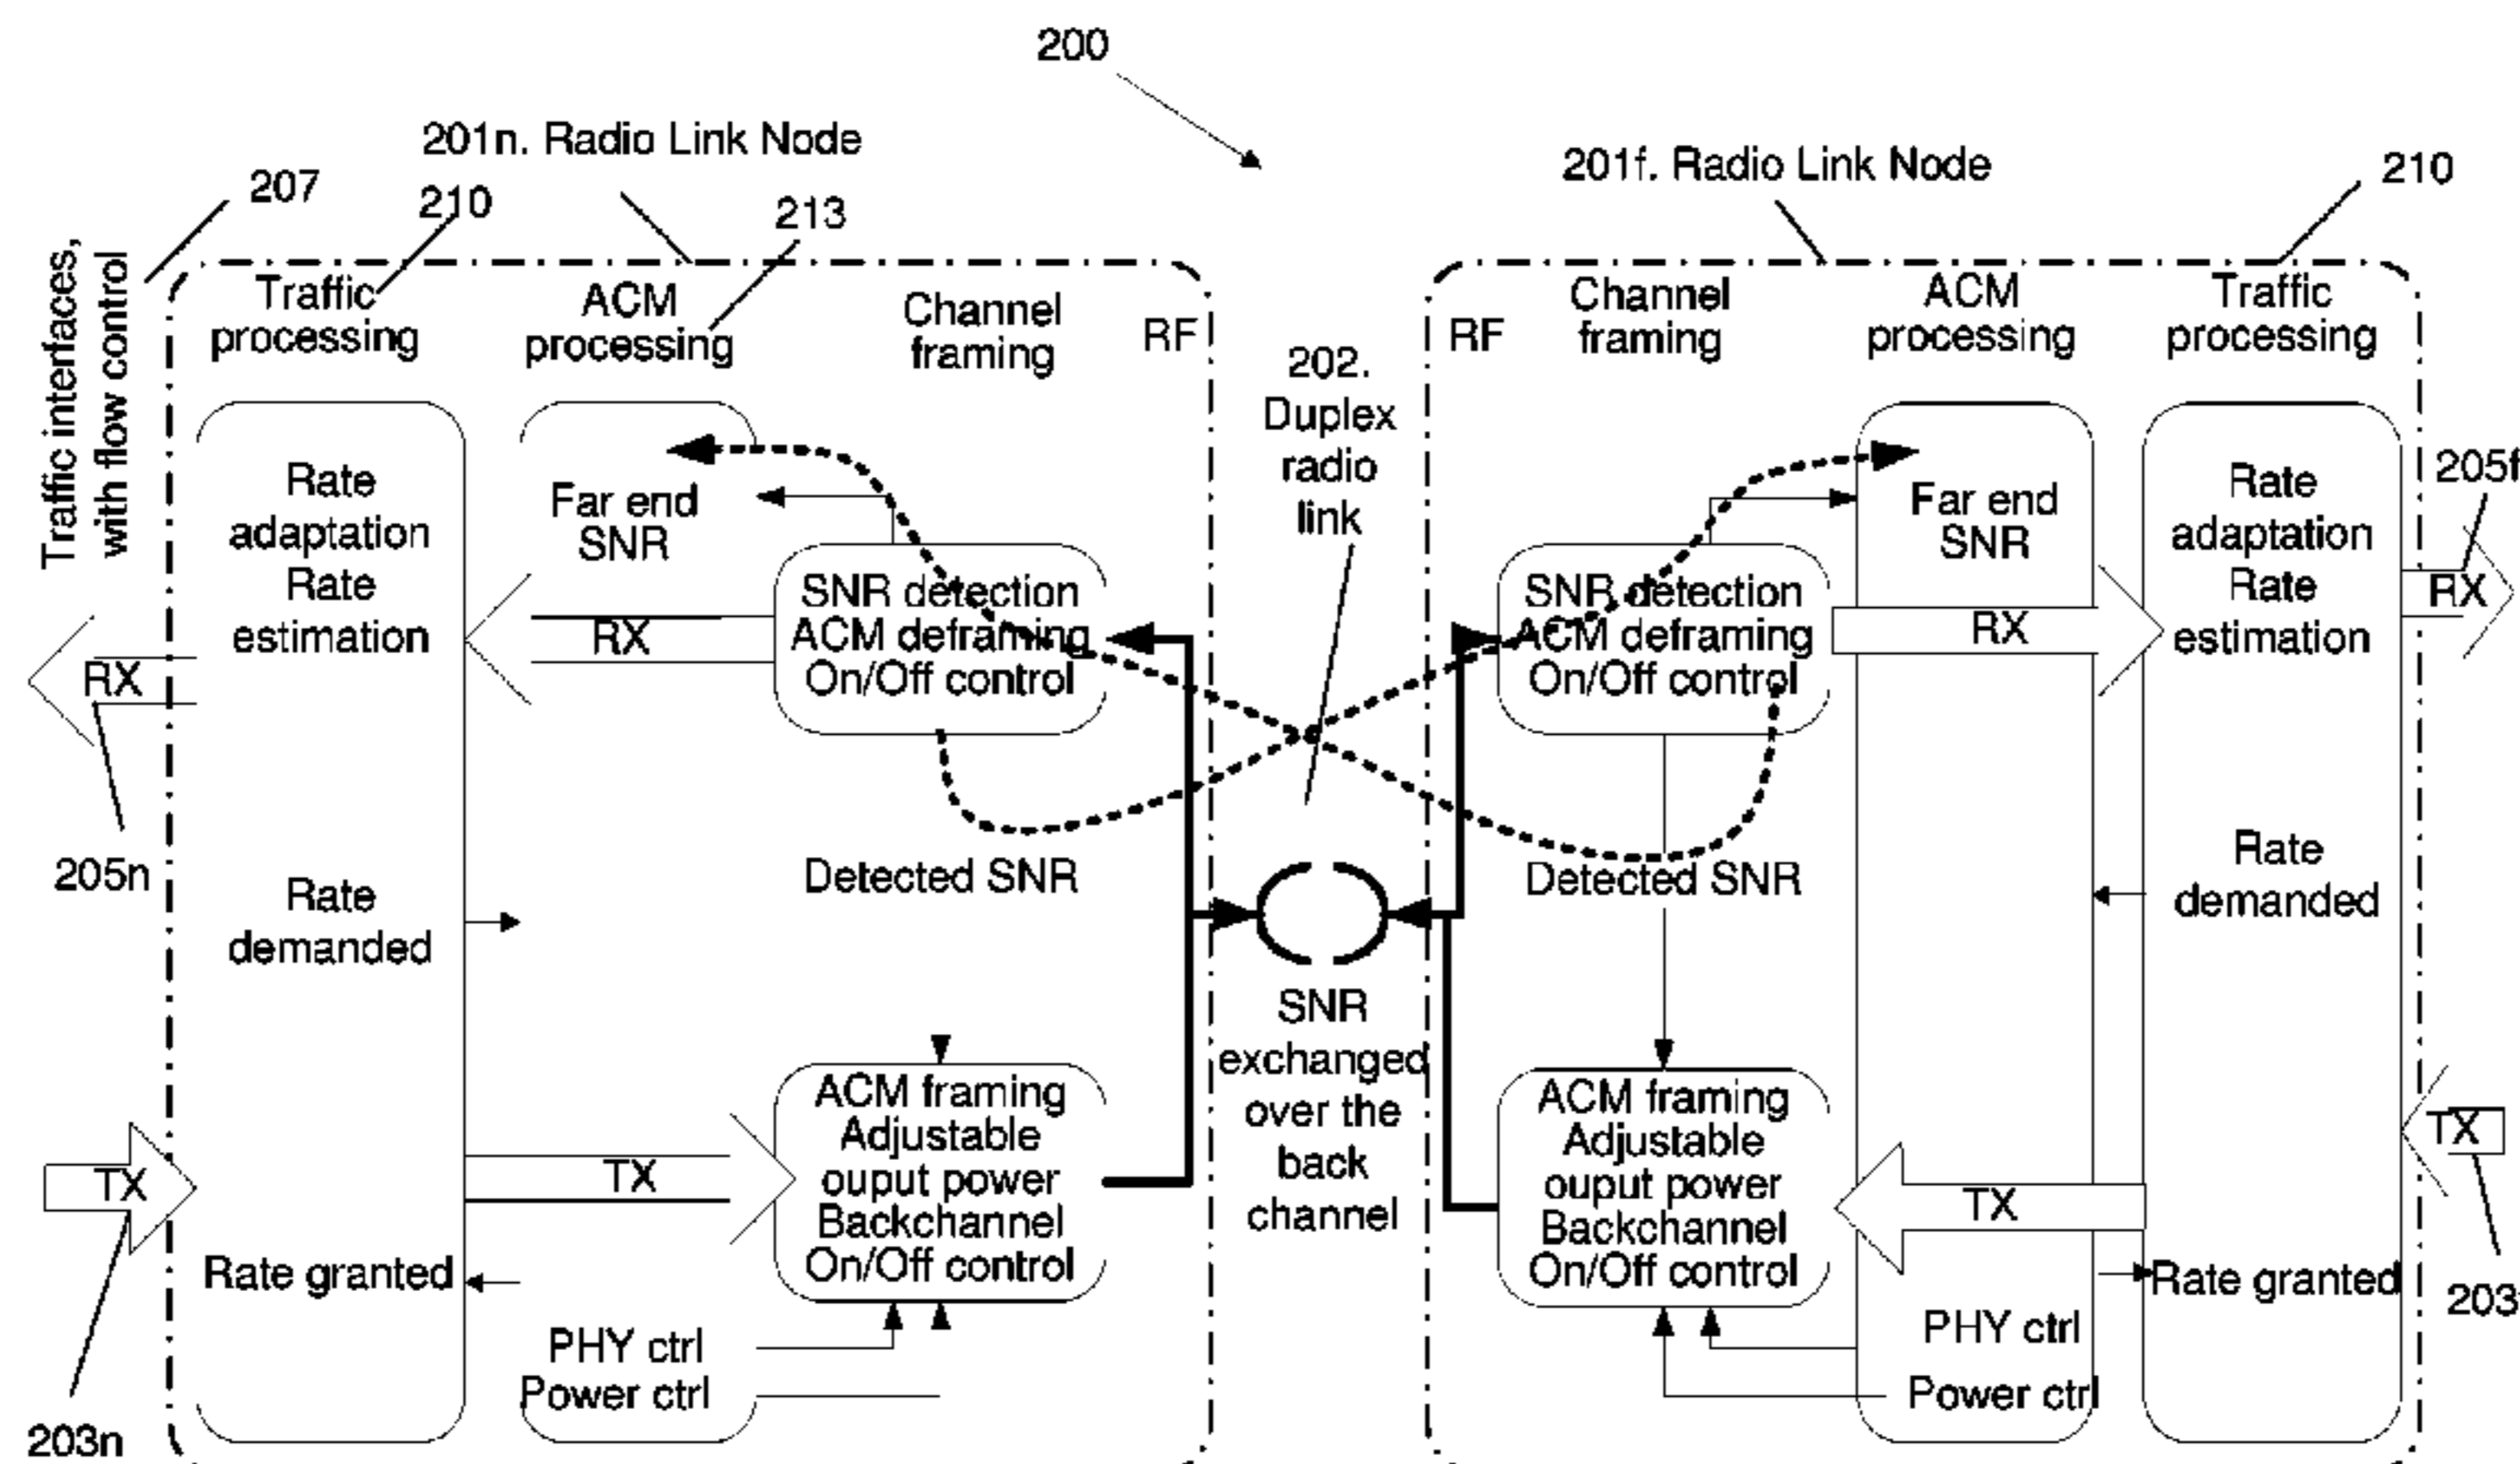 200
201n. Radio Link Node
201f. Radio Link Node
207
210
213
210
Traffic interfaces,
with flow control
Traffic
processing
ACM
processing
Channel
framing
RF
RF
Channel
framing
ACM
processing
Traffic
processing
202.
Duplex
radio
link
Rate
adaptation
Rate
estimation
Far end
SNR
SNR detection
ACM deframing
On/Off control
SNR detection
ACM deframing
On/Off control
Far end
SNR
Rate
adaptation
Rate
estimation
205f
RX
RX
RX
RX
205n
Rate
demanded
Detected SNR
Detected SNR
Rate
demanded
SNR
exchanged
over the
back
channel
TX
TX
ACM framing
Adjustable
ouput power
Backchannel
On/Off control
ACM framing
Adjustable
ouput power
Backchannel
On/Off control
TX
TX
Rate granted
Rate granted
PHY ctrl
Power ctrl
PHY ctrl
Power ctrl
203n
203